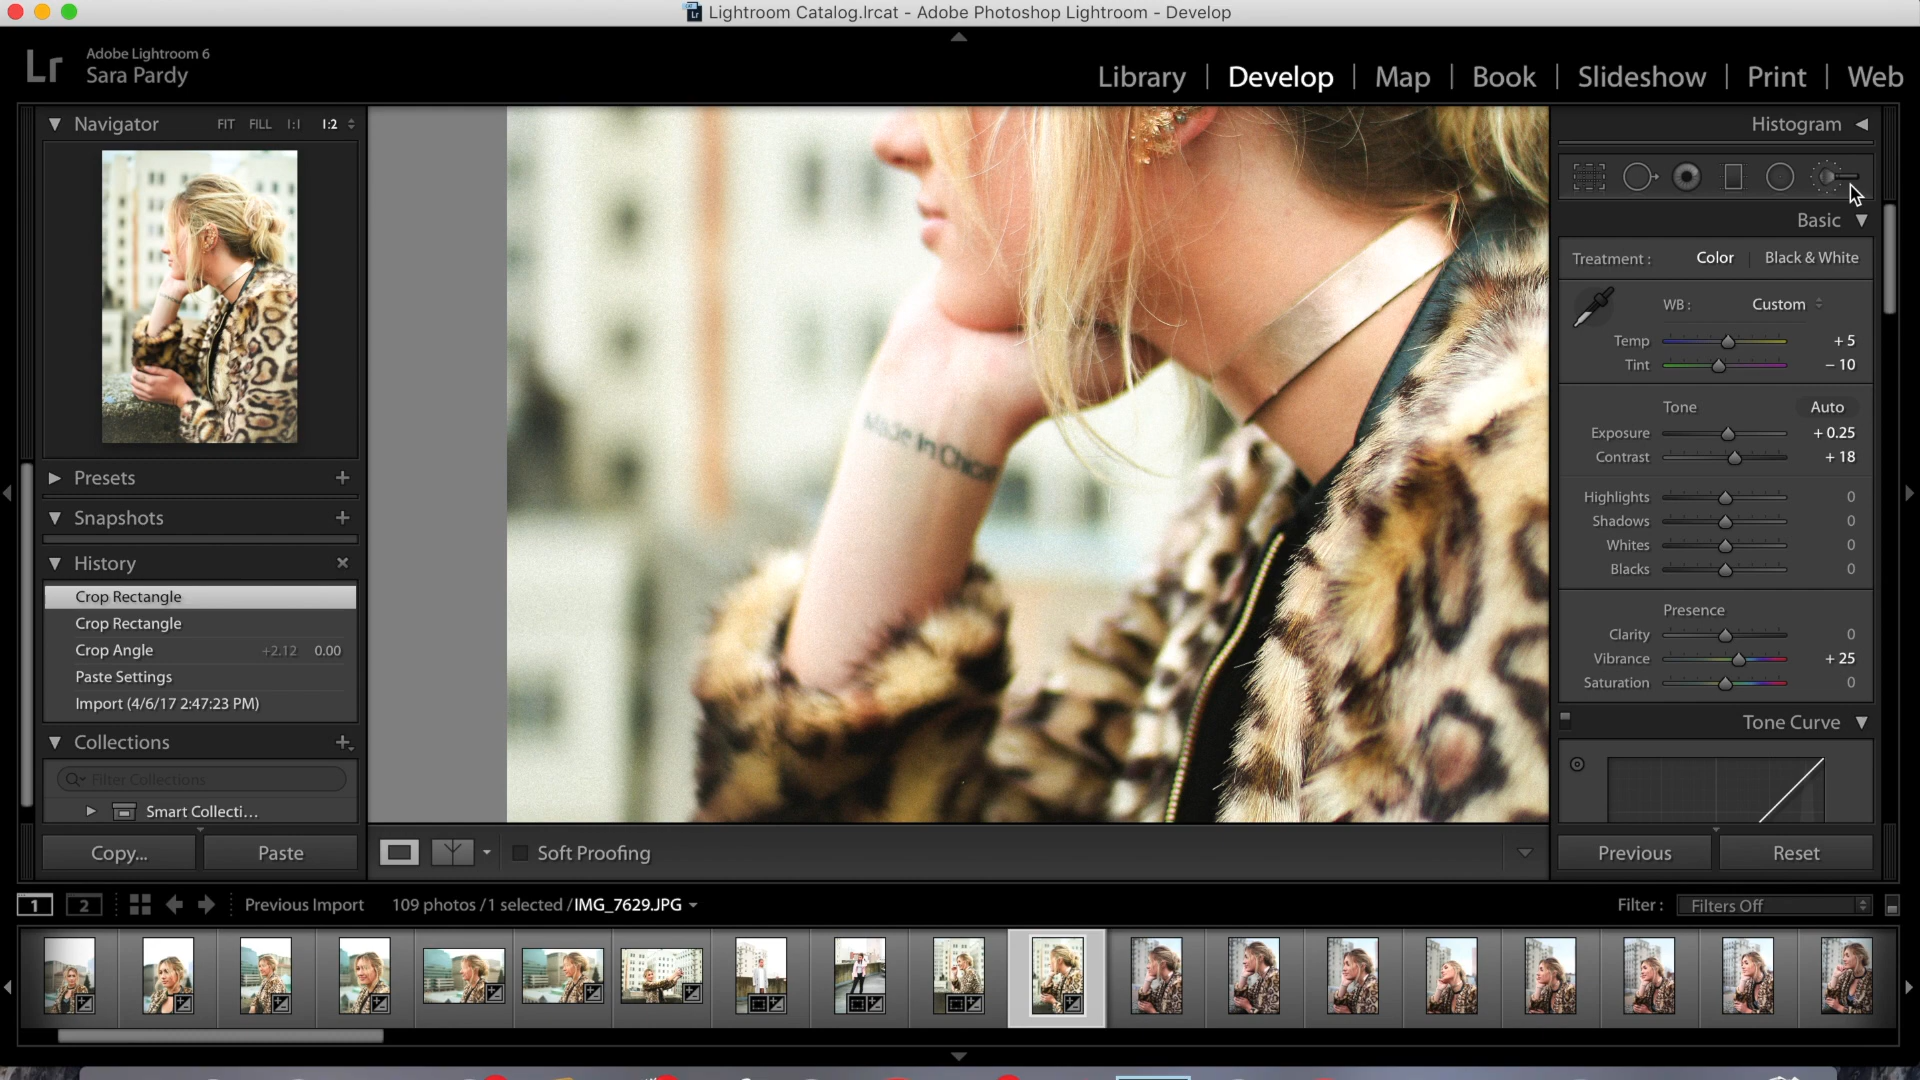 Lightroom Catalog.lrcat - Adobe Photoshop Lightroom - Develop
Lr
Adobe Lightroom 6
Sara Pardy
Library | Develop | Map | Book | Slideshow | Print | Web
Navigator FIT FILL 1:1 1:2
Presets
Snapshots
History
Crop Rectangle
Crop Rectangle
Crop Angle +2.12 0.00
Paste Settings
Import (4/6/17 2:47:23 PM)
Collections
Filter Collections
Smart Collecti...
Copy... Paste
Made In Chica
Soft Proofing
Histogram
Basic
Treatment : Color Black & White
WB : Custom
Temp + 5
Tint – 10
Tone Auto
Exposure + 0.25
Contrast + 18
Highlights 0
Shadows 0
Whites 0
Blacks 0
Presence
Clarity 0
Vibrance + 25
Saturation 0
Tone Curve
Previous Reset
1 2 Previous Import 109 photos /1 selected /IMG_7629.JPG
Filter : Filters Off